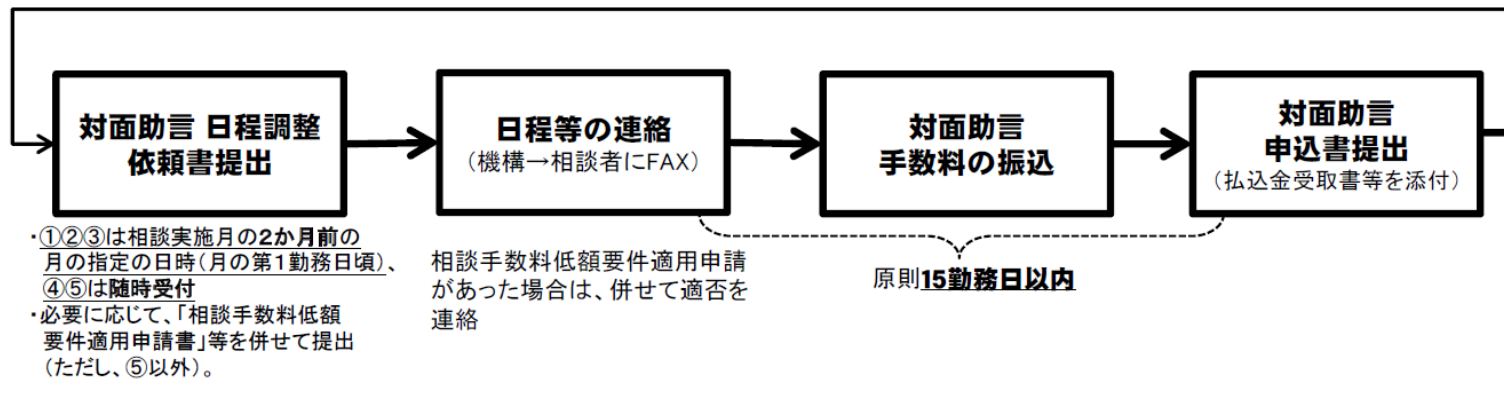 対面助言 日程調整
依頼書提出
日程等の連絡
(機構→相談者にFAX)
対面助言
手数料の振込
対面助言
申込書提出
(払込金受取書等を添付)
・①②③は相談実施月の2か月前の
月の指定の日時(月の第1勤務日頃)、
④⑤は随時受付
・必要に応じて、「相談手数料低額
要件適用申請書」等を併せて提出
(ただし、⑤以外)。
相談手数料低額要件適用申請
があった場合は、併せて適否を
連絡
原則15勤務日以内